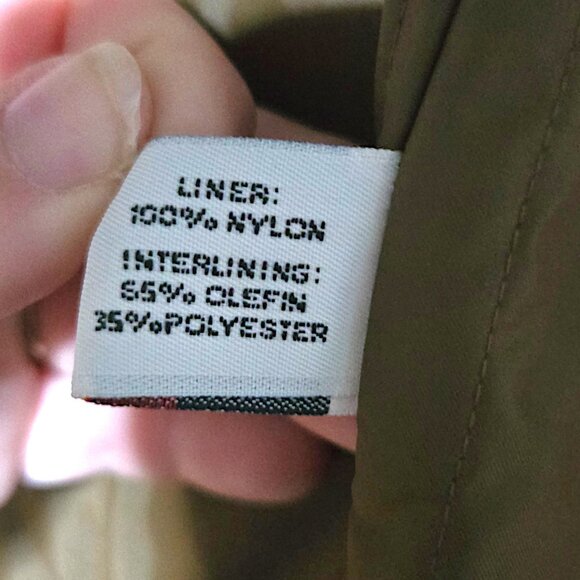 LINER:
100% NYLON
INTERLINING:
65% OLEFIN
35%POLYESTER